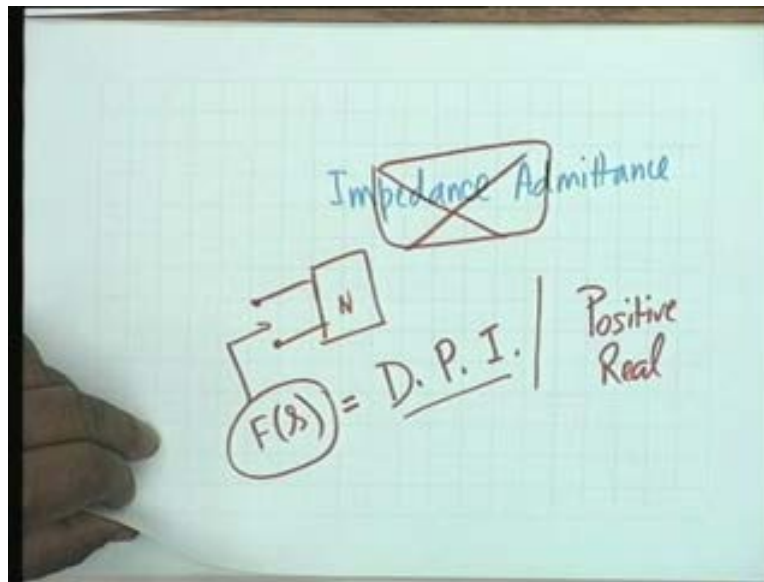 Impedance Admittance
N
F(s) = D. P. I. | Positive
Real